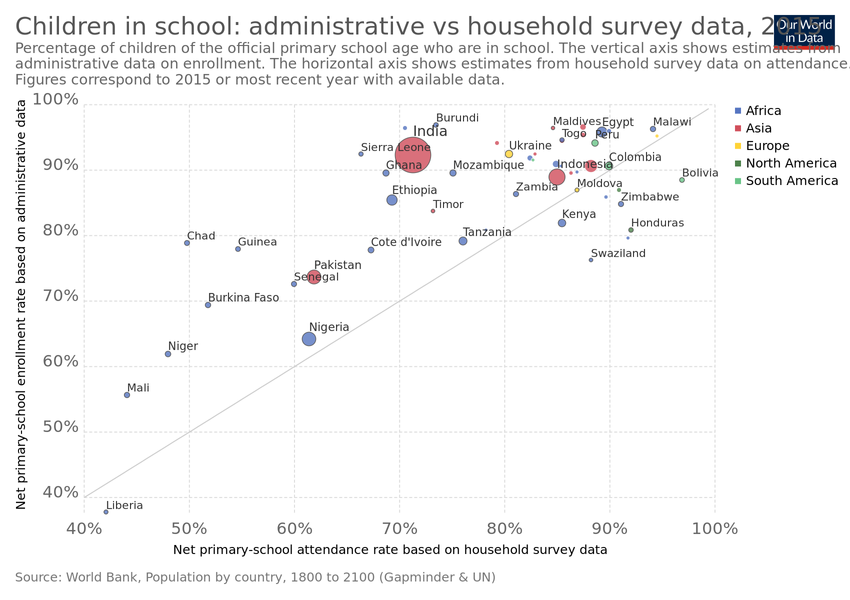 Children in school: administrative vs household survey data, 2015
Our World
in Data
Percentage of children of the official primary school age who are in school. The vertical axis shows estimates from
administrative data on enrollment. The horizontal axis shows estimates from household survey data on attendance.
Figures correspond to 2015 or most recent year with available data.
Net primary-school enrollment rate based on administrative data
100%
90%
80%
70%
60%
50%
40%
Burundi
India
Sierra Leone
Ghana
Ethiopia
Mozambique
Ukraine
Maldives
Egypt
Togo
Peru
Malawi
Indonesia
Colombia
Bolivia
Zambia
Moldova
Zimbabwe
Timor
Kenya
Honduras
Tanzania
Swaziland
Chad
Guinea
Cote d'Ivoire
Pakistan
Senegal
Burkina Faso
Nigeria
Niger
Mali
Liberia
40%
50%
60%
70%
80%
90%
100%
Net primary-school attendance rate based on household survey data
Africa
Asia
Europe
North America
South America
Source: World Bank, Population by country, 1800 to 2100 (Gapminder & UN)